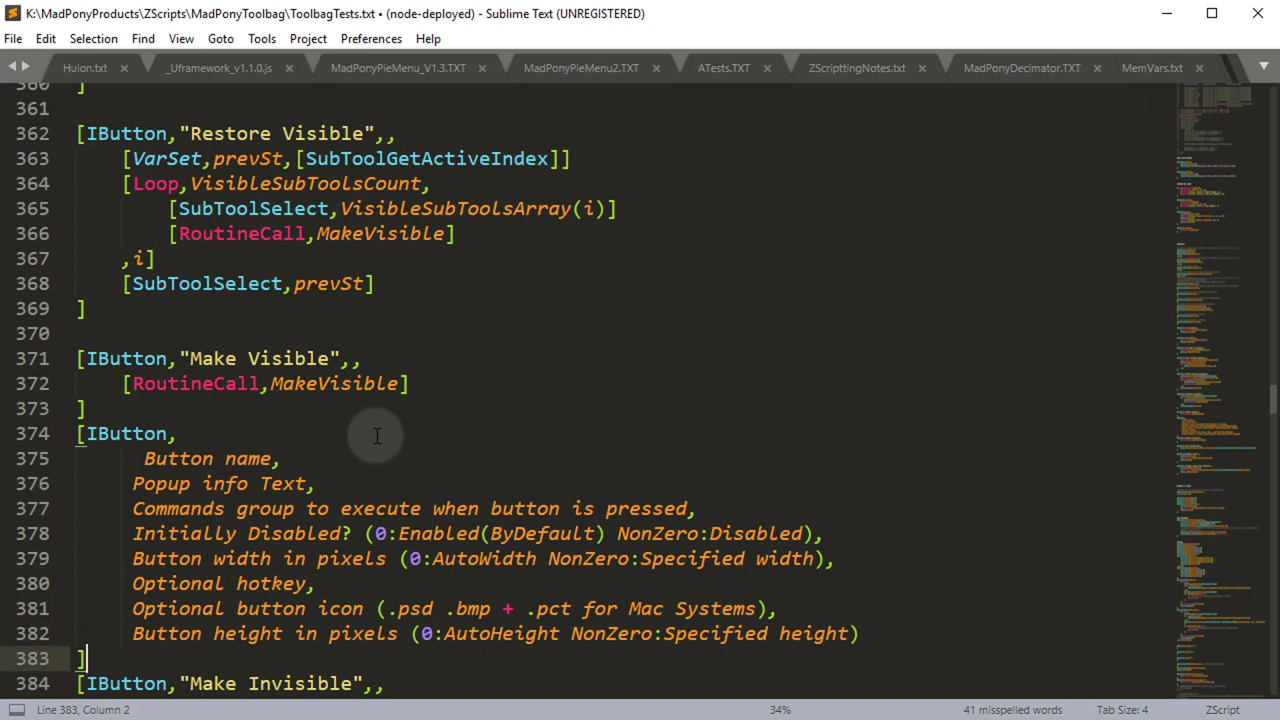 K:\MadPonyProducts\ZScripts\MadPonyToolbag\ToolbagTests.txt • (node-deployed) - Sublime Text (UNREGISTERED)
File Edit Selection Find View Goto Tools Project Preferences Help
Huion.txt × _Uframework_v1.1.0.js × MadPonyPieMenu_V1.3.TXT × MadPonyPieMenu2.TXT × ATests.TXT × ZScripttingNotes.txt × MadPonyDecimator.TXT × MemVars.txt ×
360 ]
361
362 [IButton,"Restore Visible",,
363 [VarSet,prevSt,[SubToolGetActiveIndex]]
364 [Loop,VisibleSubToolsCount,
365 [SubToolSelect,VisibleSubToolsArray(i)]
366 [RoutineCall,MakeVisible]
367 ,i]
368 [SubToolSelect,prevSt]
369 ]
370
371 [IButton,"Make Visible",,
372 [RoutineCall,MakeVisible]
373 ]
374 [IButton,
375 Button name,
376 Popup info Text,
377 Commands group to execute when button is pressed,
378 Initially Disabled? (0:Enabled(ByDefault) NonZero:Disabled),
379 Button width in pixels (0:AutoWidth NonZero:Specified width),
380 Optional hotkey,
381 Optional button icon (.psd .bmp + .pct for Mac Systems),
382 Button height in pixels (0:AutoHeight NonZero:Specified height)
383 ]
384 [IButton,"Make Invisible",,
Line 383, Column 2 34% 41 misspelled words Tab Size: 4 ZScript